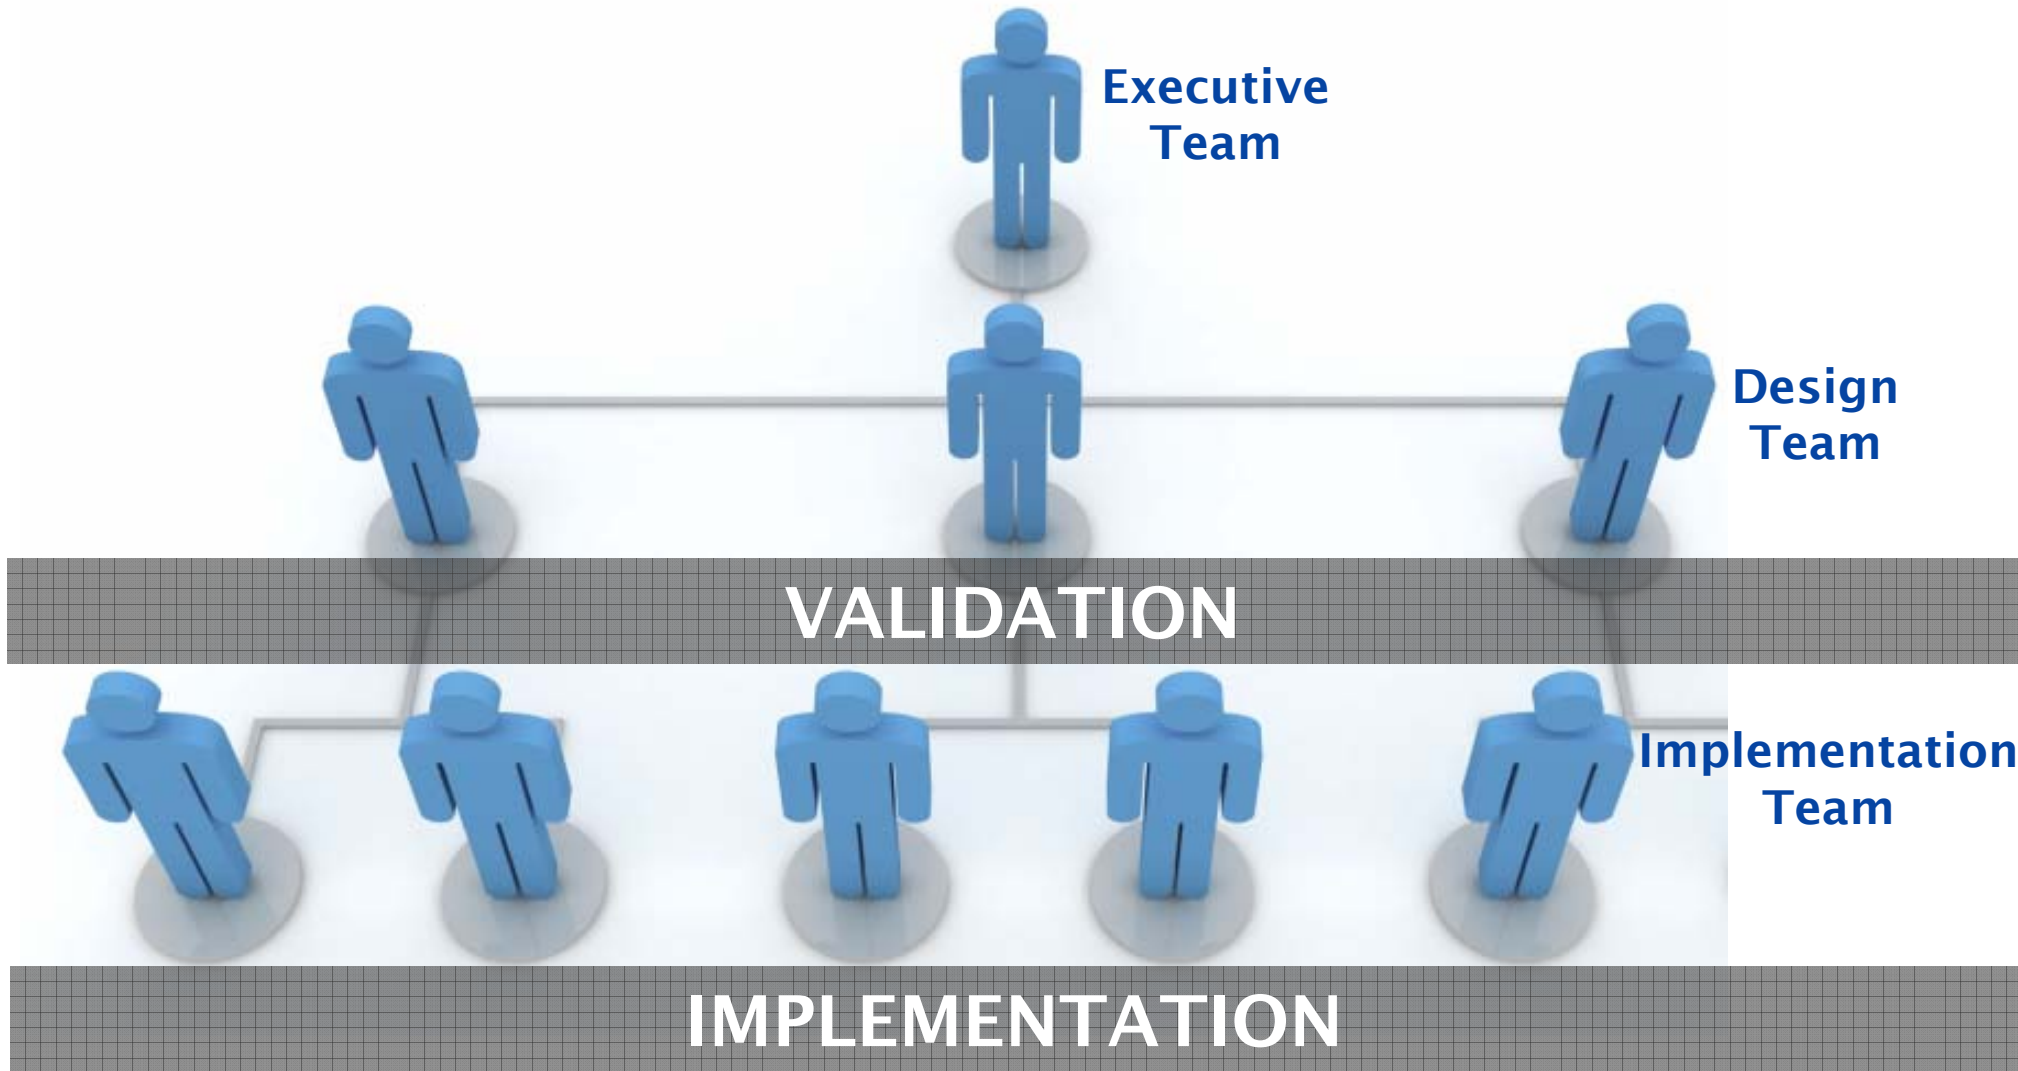 Executive
Team
Design
Team
VALIDATION
Implementation
Team
IMPLEMENTATION